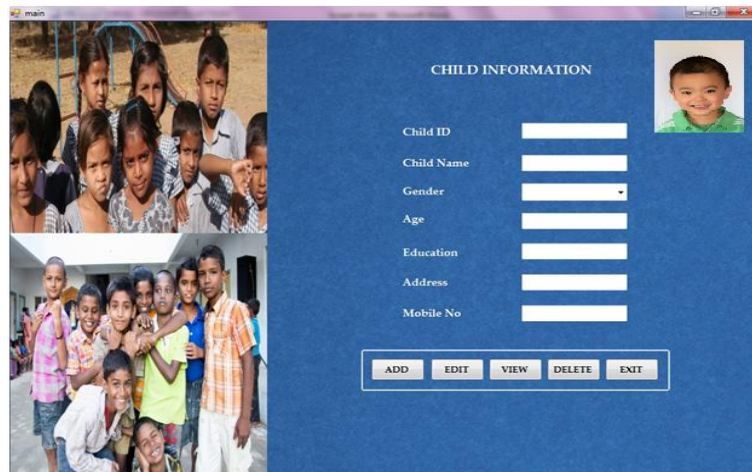 main
CHILD INFORMATION
Child ID
Child Name
Gender
Age
Education
Address
Mobile No
ADD EDIT VIEW DELETE EXIT